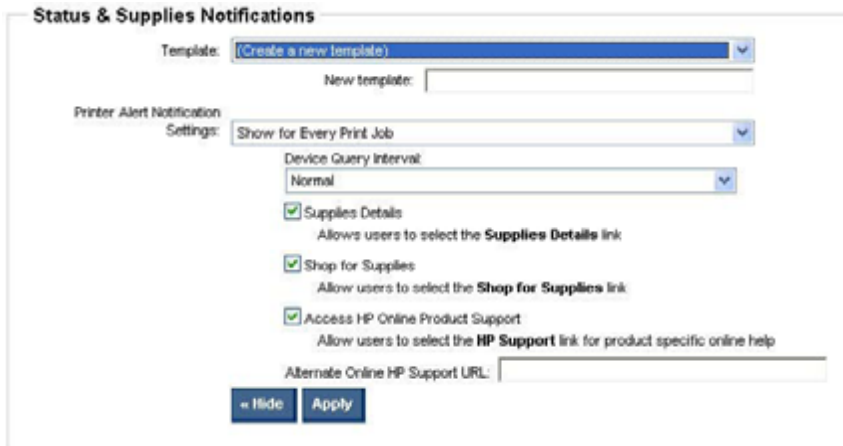 Status & Supplies Notifications
Template: (Create a new template)
New template:
Printer Alert Notification
Settings: Show for Every Print Job
Device Query Interval:
Normal
Supplies Details
Allows users to select the Supplies Details link
Shop for Supplies
Allow users to select the Shop for Supplies link
Access HP Online Product Support
Allow users to select the HP Support link for product specific online help
Alternate Online HP Support URL:
« Hide Apply